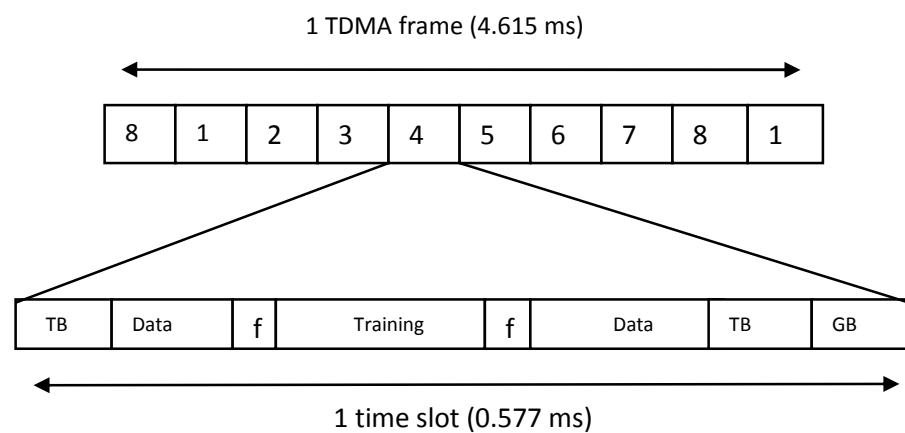 1 TDMA frame (4.615 ms)
8 1 2 3 4 5 6 7 8 1
TB Data f Training f Data TB GB
1 time slot (0.577 ms)